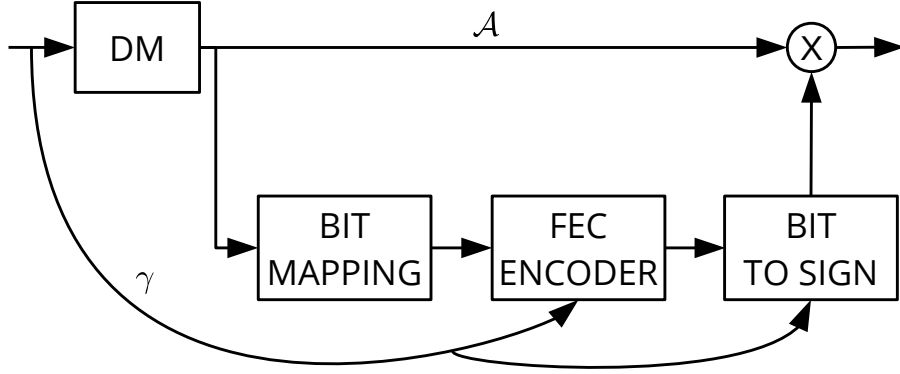 𝒜
DM
X
BIT
MAPPING
FEC
ENCODER
BIT
TO SIGN
γ